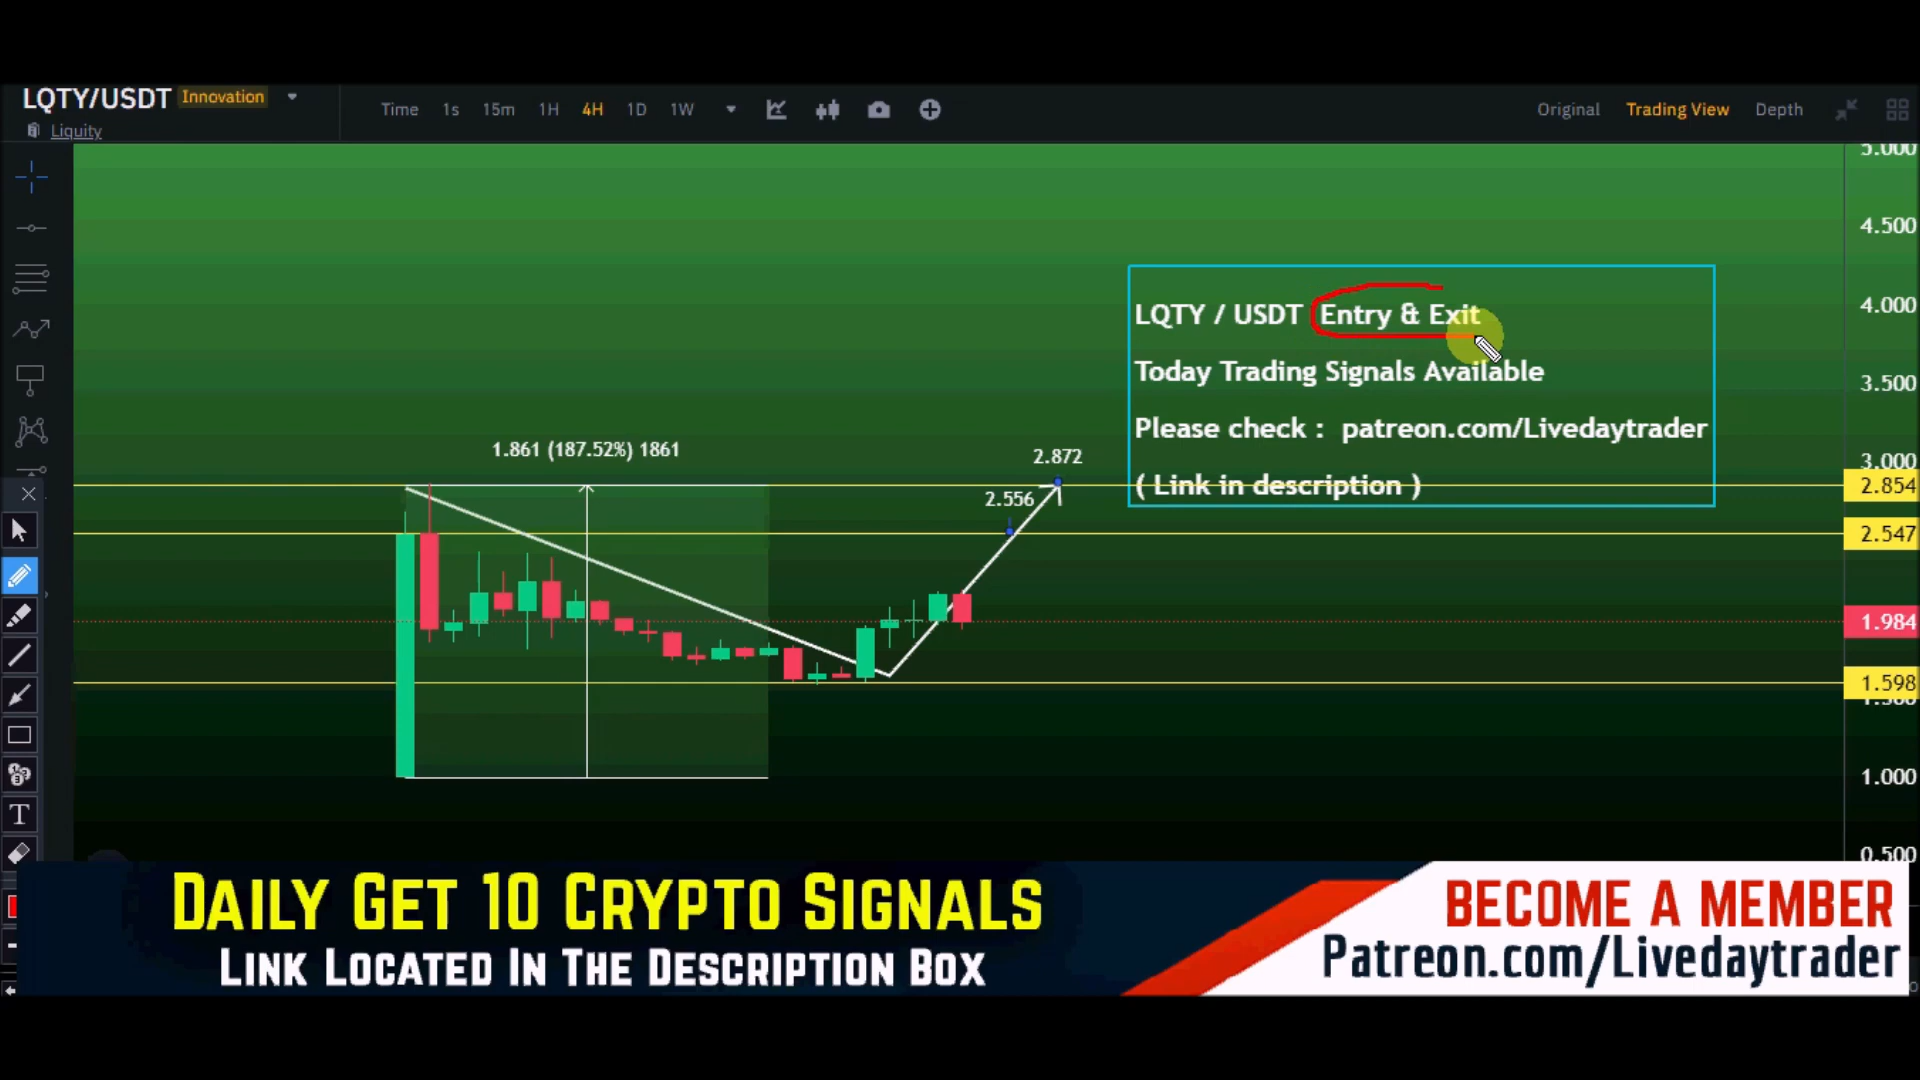 LQTY/USDT Innovation
Liquity
Time 1s 15m 1H 4H 1D 1W
Original Trading View Depth
5.000
4.500
4.000
3.500
3.000
2.854
2.547
1.984
1.598
1.500
1.000
0.500
LQTY / USDT Entry & Exit
Today Trading Signals Available
Please check : patreon.com/Livedaytrader
( Link in description )
1.861 (187.52%) 1861
2.872
2.556
T
DAILY GET 10 CRYPTO SIGNALS
LINK LOCATED IN THE DESCRIPTION BOX
BECOME A MEMBER
Patreon.com/Livedaytrader